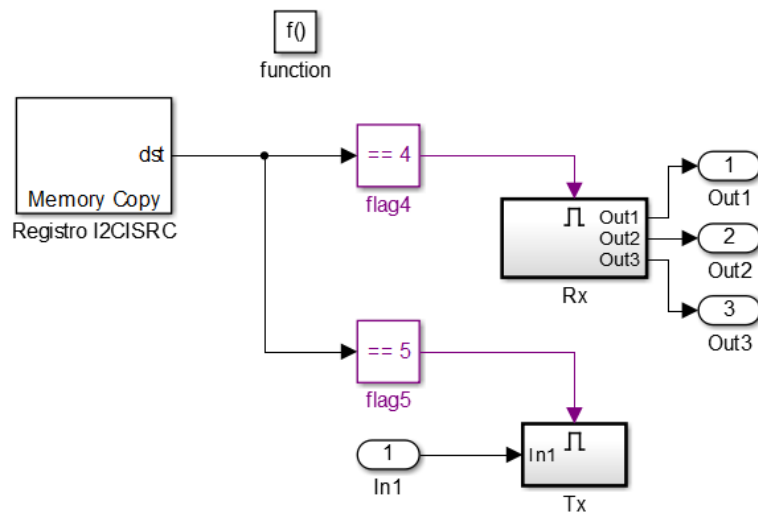 f()
function
dst
Memory Copy
Registro I2CISRC
== 4
flag4
1
Out1
Out1
Out2
Out3
Rx
2
Out2
3
Out3
== 5
flag5
1
In1
In1
Tx